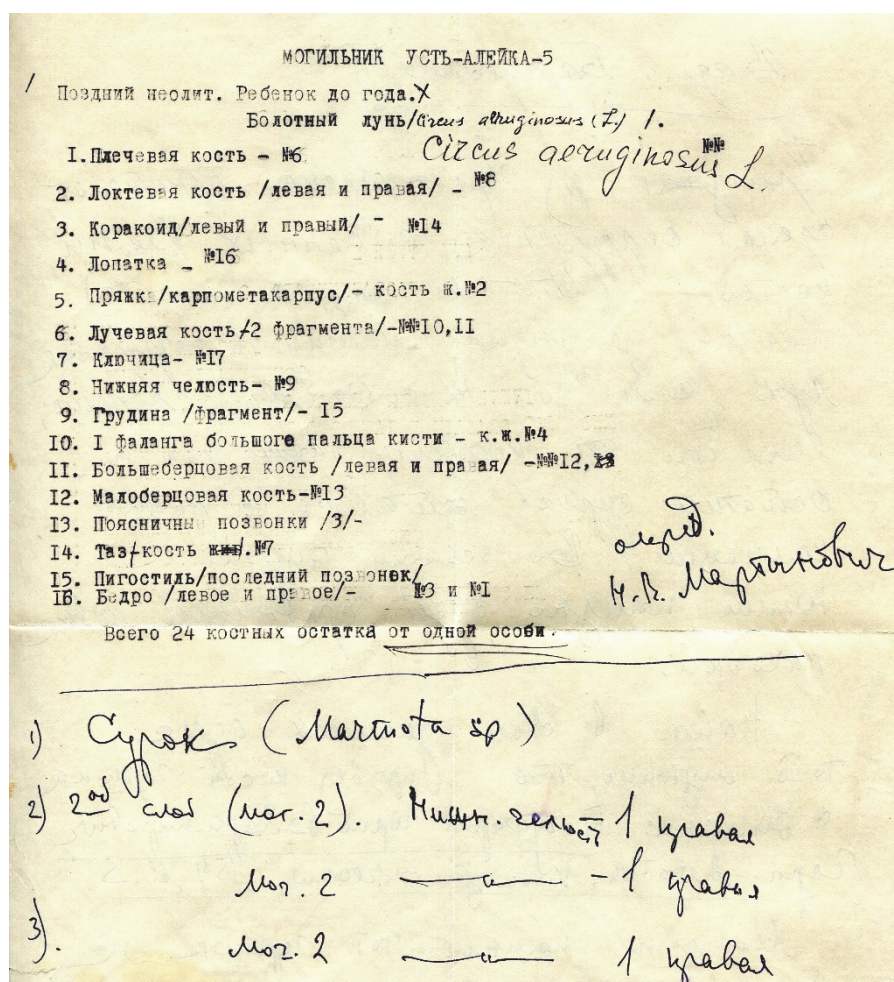 МОГИЛЬНИК УСТЬ-АЛЕЙКА-5
Поздний неолит. Ребенок до года.
Болотный лунь/Circus aeruginosus (L) 1.
№№
Circus aeruginosus L.
I. Плечевая кость - №6
2. Локтевая кость /левая и правая/ - №8
3. Коракоид/левый и правый/ - №14
4. Лопатка - №16
5. Пряжка/карпометакарпус/- кость ж.№2
6. Лучевая кость/-2 фрагмента/-№№10,11
7. Ключица- №17
8. Нижняя челюсть- №9
9. Грудина /фрагмент/- 15
10. I фаланга большого пальца кисти - к.ж.№4
11. Большеберцовая кость /левая и правая/ -№№12,
12. Малоберцовая кость-№13
13. Поясничные позвонки /3/-
14. Таз/-кость .№7
15. Пигостиль/последний позвонок/
16. Бедро /левое и правое/- №3 и №1
опред.
Н.В. Мартынович
Всего 24 костных остатка от одной особи.
1) Сурок (Marmota sp)
2) 2ой слой (мог. 2). Нижн. челюсть 1 правая
Мог. 2 —"— - 1 правая
3). Мог. 2 —"— 1 правая